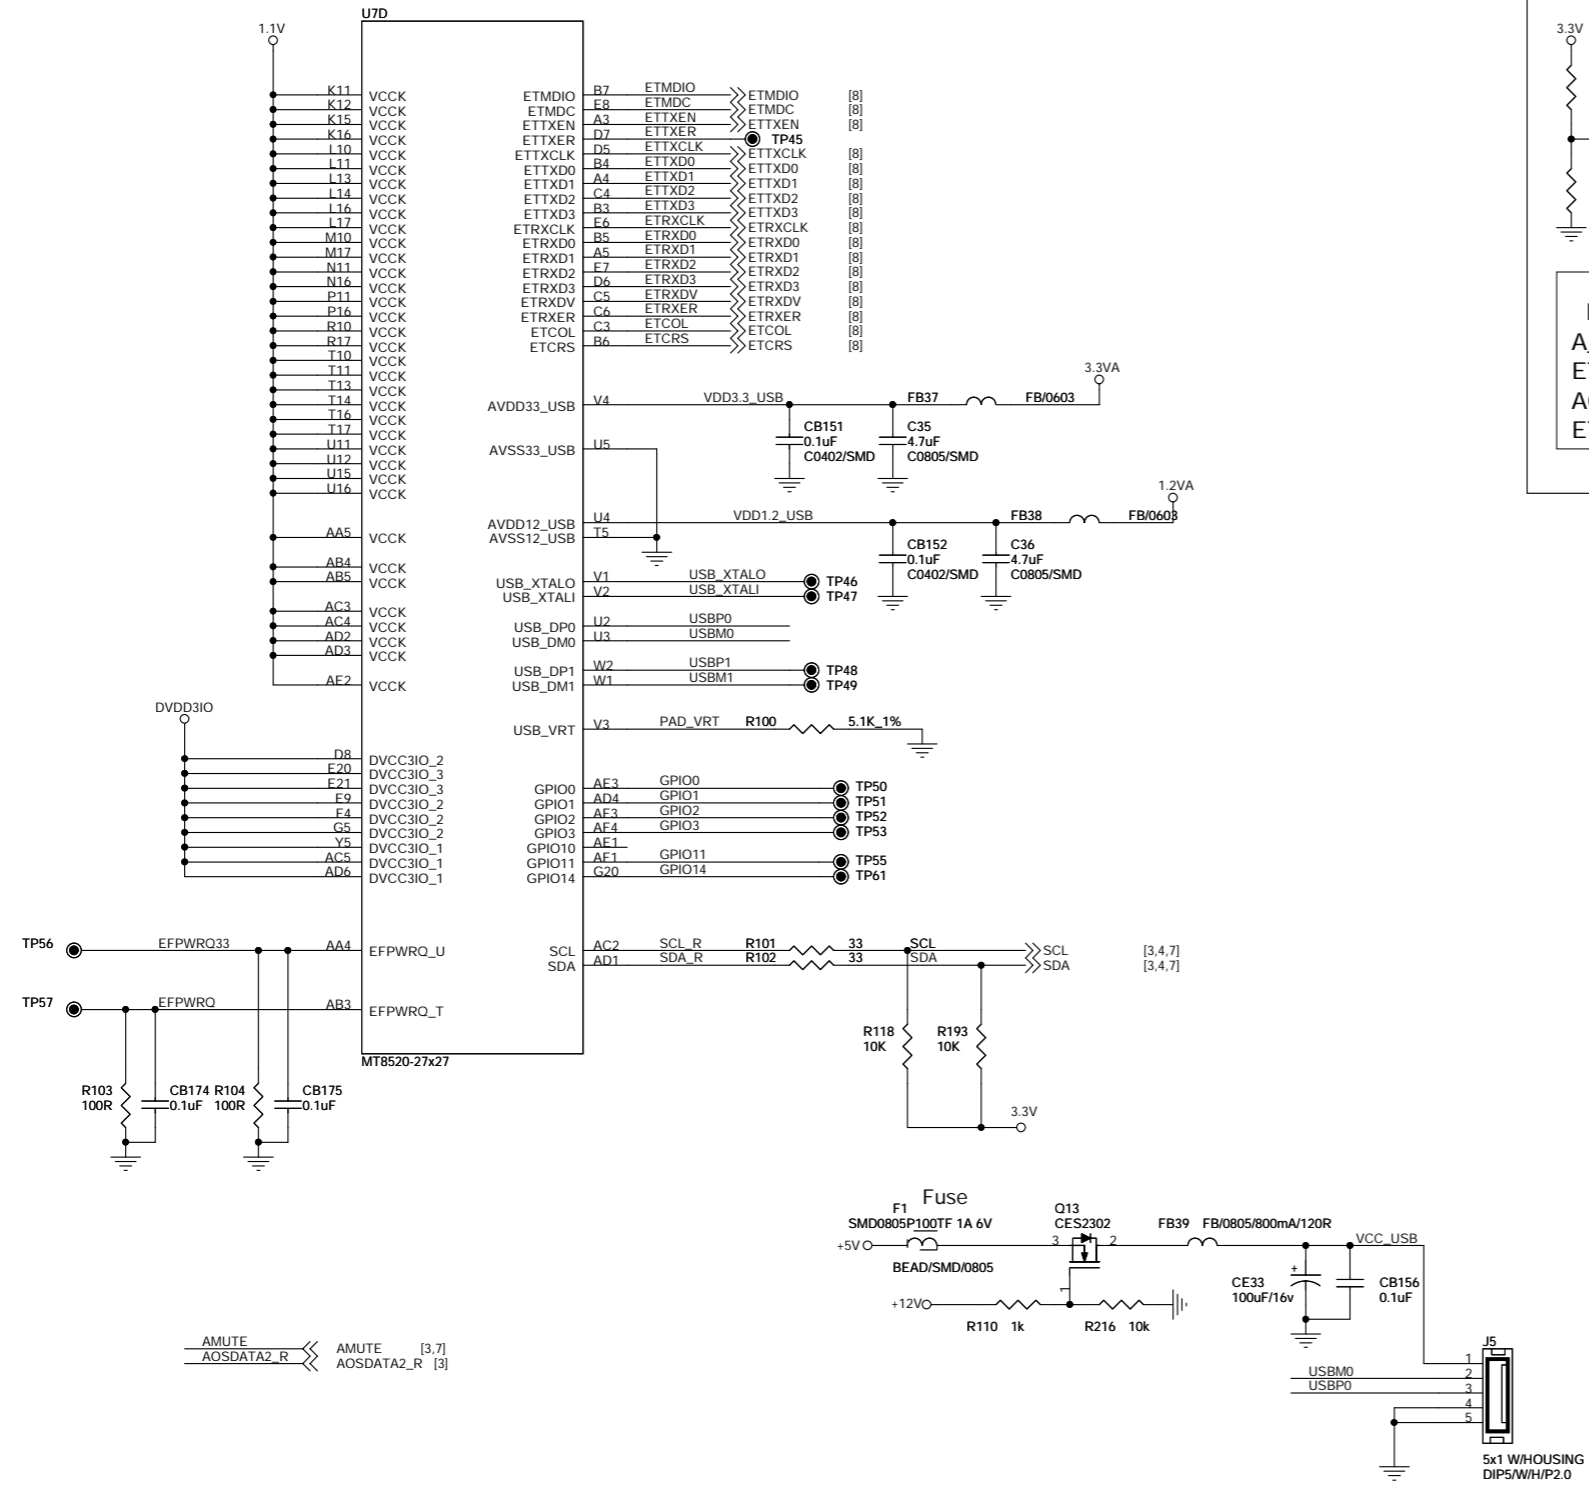 U7D
1.1V
3.3V
K11 VCCK
K12 VCCK
K15 VCCK
K16 VCCK
L10 VCCK
L11 VCCK
L13 VCCK
L14 VCCK
L16 VCCK
L17 VCCK
M10 VCCK
M17 VCCK
N11 VCCK
N16 VCCK
P11 VCCK
P16 VCCK
R10 VCCK
R17 VCCK
T10 VCCK
T11 VCCK
T13 VCCK
T14 VCCK
T16 VCCK
T17 VCCK
U11 VCCK
U12 VCCK
U15 VCCK
U16 VCCK
AA5 VCCK
AB4 VCCK
AB5 VCCK
AC3 VCCK
AC4 VCCK
AD2 VCCK
AD3 VCCK
AE2 VCCK
DVDD3IO
D8 DVCC3IO_2
E20 DVCC3IO_3
E21 DVCC3IO_3
E9 DVCC3IO_2
F4 DVCC3IO_2
G5 DVCC3IO_2
Y5 DVCC3IO_1
AC5 DVCC3IO_1
AD6 DVCC3IO_1
TP56 EFPWRQ33 AA4 EFPWRQ_U
TP57 EFPWRQ AB3 EFPWRQ_T
MT8520-27x27
R103 100R
CB174 0.1uF
R104 100R
CB175 0.1uF
ETMDIO B7 ETMDIO ETMDIO [8]
ETMDC E8 ETMDC ETMDC [8]
ETTXEN A3 ETTXEN ETTXEN [8]
ETTXER D7 ETTXER TP45
ETTXCLK D5 ETTXCLK ETTXCLK [8]
ETTXD0 B4 ETTXD0 ETTXD0 [8]
ETTXD1 A4 ETTXD1 ETTXD1 [8]
ETTXD2 C4 ETTXD2 ETTXD2 [8]
ETTXD3 B3 ETTXD3 ETTXD3 [8]
ETRXCLK E6 ETRXCLK ETRXCLK [8]
ETRXD0 B5 ETRXD0 ETRXD0 [8]
ETRXD1 A5 ETRXD1 ETRXD1 [8]
ETRXD2 E7 ETRXD2 ETRXD2 [8]
ETRXD3 D6 ETRXD3 ETRXD3 [8]
ETRXDV C5 ETRXDV ETRXDV [8]
ETRXER C6 ETRXER ETRXER [8]
ETCOL C3 ETCOL ETCOL [8]
ETCRS B6 ETCRS ETCRS [8]
3.3VA
AVDD33_USB V4 VDD3.3_USB FB37 FB/0603
CB151 0.1uF C0402/SMD
C35 4.7uF C0805/SMD
AVSS33_USB U5
1.2VA
AVDD12_USB U4 VDD1.2_USB FB38 FB/0603
AVSS12_USB T5
CB152 0.1uF C0402/SMD
C36 4.7uF C0805/SMD
USB_XTALO V1 USB_XTALO TP46
USB_XTALI V2 USB_XTALI TP47
USB_DP0 U2 USBP0
USB_DM0 U3 USBM0
USB_DP1 W2 USBP1 TP48
USB_DM1 W1 USBM1 TP49
USB_VRT V3 PAD_VRT R100 5.1K_1%
GPIO0 AE3 GPIO0 TP50
GPIO1 AD4 GPIO1 TP51
GPIO2 AF3 GPIO2 TP52
GPIO3 AF4 GPIO3 TP53
GPIO10 AE1
GPIO11 AF1 GPIO11 TP55
GPIO14 G20 GPIO14 TP61
SCL AC2 SCL_R R101 33 SCL SCL [3,4,7]
SDA AD1 SDA_R R102 33 SDA SDA [3,4,7]
R118 10K
R193 10K
3.3V
Fuse
F1
SMD0805P100TF 1A 6V
+5V
BEAD/SMD/0805
Q13
CES2302
3 2 1
FB39 FB/0805/800mA/120R
VCC_USB
+12V
R110 1k
R216 10k
+
CE33
100uF/16v
CB156
0.1uF
J5
1
USBM0 2
USBP0 3
4
5
5x1 W/HOUSING
DIP5/W/H/P2.0
AMUTE AMUTE [3,7]
AOSDATA2_R AOSDATA2_R [3]